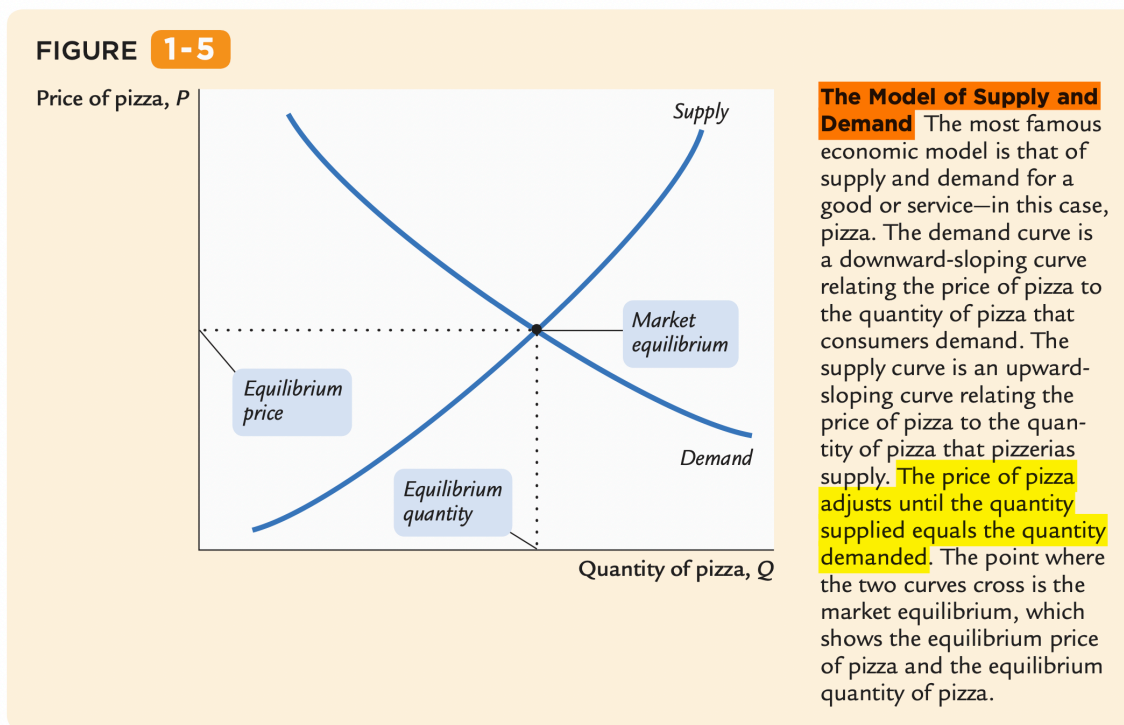 FIGURE 1-5
Price of pizza, P
Supply
Market
equilibrium
Equilibrium
price
Demand
Equilibrium
quantity
Quantity of pizza, Q
The Model of Supply and
Demand The most famous
economic model is that of
supply and demand for a
good or service—in this case,
pizza. The demand curve is
a downward-sloping curve
relating the price of pizza to
the quantity of pizza that
consumers demand. The
supply curve is an upward-
sloping curve relating the
price of pizza to the quan-
tity of pizza that pizzerias
supply. The price of pizza
adjusts until the quantity
supplied equals the quantity
demanded. The point where
the two curves cross is the
market equilibrium, which
shows the equilibrium price
of pizza and the equilibrium
quantity of pizza.